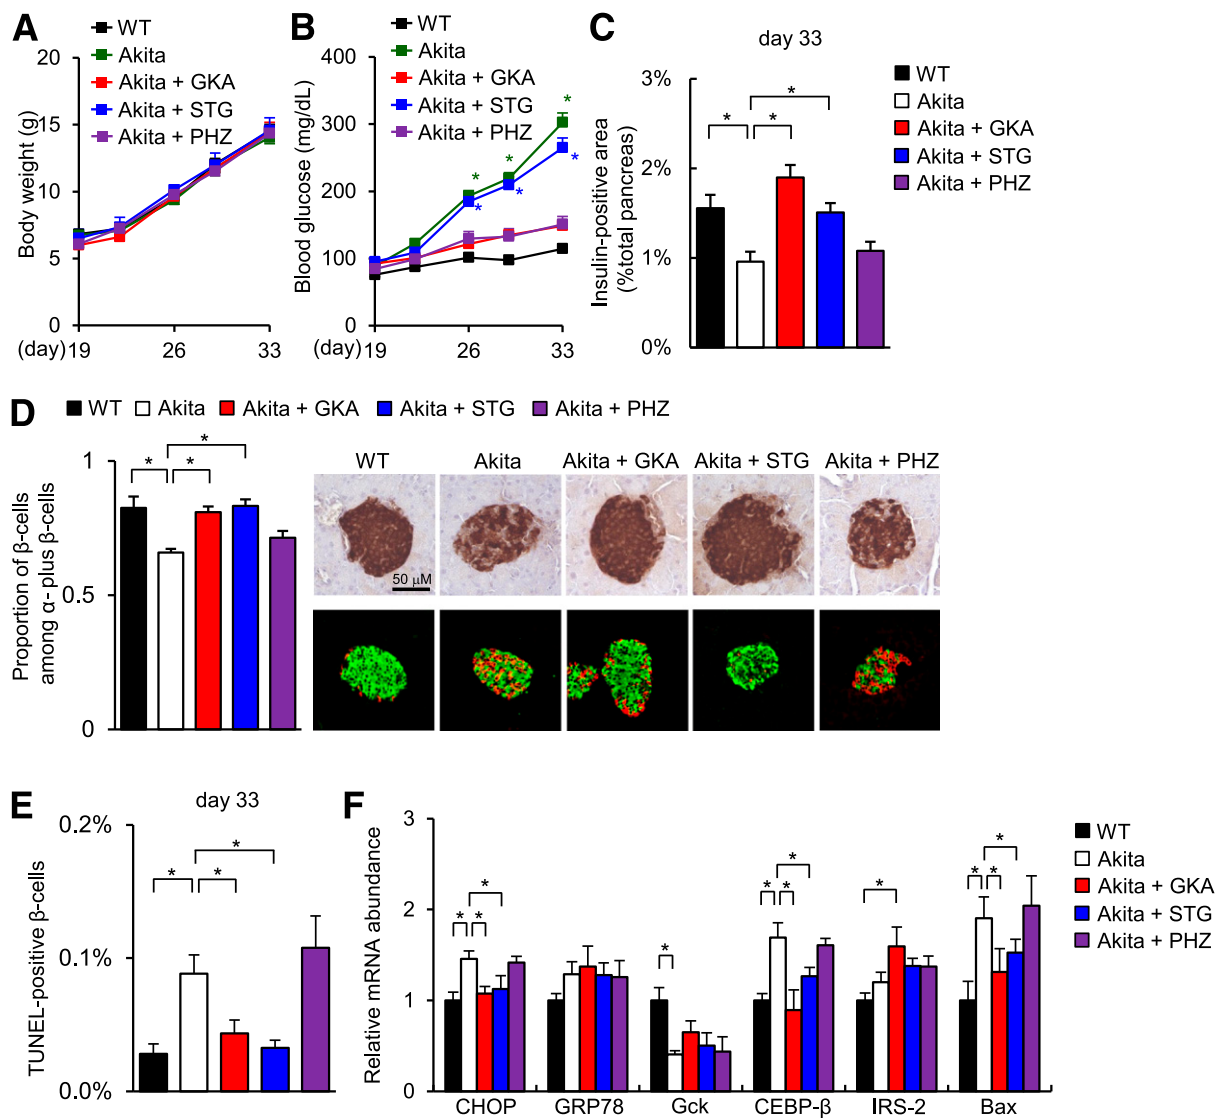 A
WT
Akita
Akita + GKA
Akita + STG
Akita + PHZ
Body weight (g)
20
15
10
5
0
(day) 19 26 33
B
WT
Akita
Akita + GKA
Akita + STG
Akita + PHZ
Blood glucose (mg/dL)
400
300
200
100
0
* * * * * *
(day) 19 26 33
C
day 33
Insulin-positive area
(%total pancreas)
3%
2%
1%
0%
* * *
WT
Akita
Akita + GKA
Akita + STG
Akita + PHZ
D
WT Akita Akita + GKA Akita + STG Akita + PHZ
Proportion of β-cells
among α- plus β-cells
1
0.5
0
* * *
WT Akita Akita + GKA Akita + STG Akita + PHZ
50 µM
E
day 33
TUNEL-positive β-cells
0.2%
0.1%
0.0%
* * *
F
Relative mRNA abundance
3
2
1
0
* * * * * * * * * * *
CHOP GRP78 Gck CEBP-β IRS-2 Bax
WT
Akita
Akita + GKA
Akita + STG
Akita + PHZ